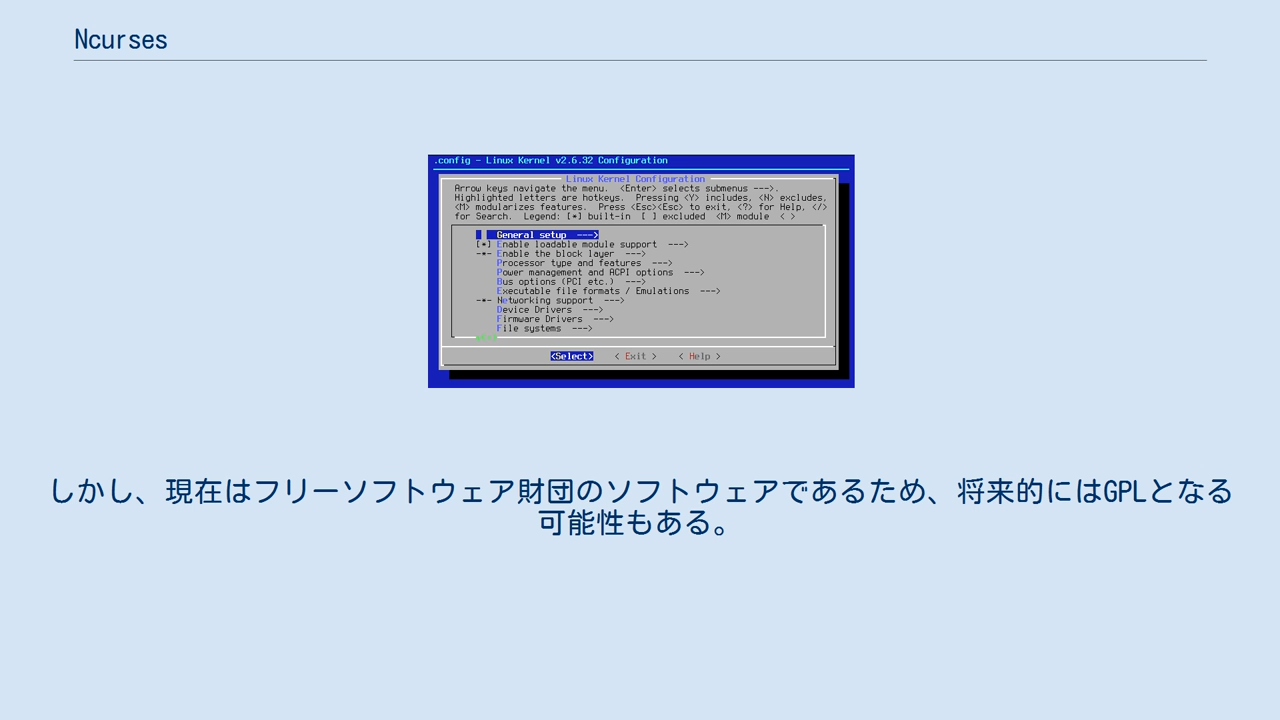 Ncurses
.config - Linux Kernel v2.6.32 Configuration
Linux Kernel Configuration
Arrow keys navigate the menu.  <Enter> selects submenus --->.
Highlighted letters are hotkeys.  Pressing <Y> includes, <N> excludes,
<M> modularizes features.  Press <Esc><Esc> to exit, <?> for Help, </>
for Search.  Legend: [*] built-in  [ ] excluded  <M> module  < >
General setup  --->
[*] Enable loadable module support  --->
-*- Enable the block layer  --->
Processor type and features  --->
Power management and ACPI options  --->
Bus options (PCI etc.)  --->
Executable file formats / Emulations  --->
-*- Networking support  --->
Device Drivers  --->
Firmware Drivers  --->
File systems  --->
<Select>    < Exit >    < Help >
しかし、現在はフリーソフトウェア財団のソフトウェアであるため、将来的にはGPLとなる
可能性もある。